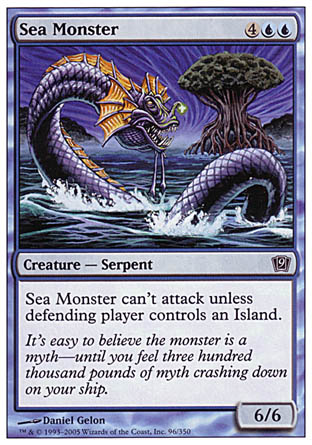 Sea Monster 4
Creature — Serpent 9
Sea Monster can't attack unless
defending player controls an Island.
It's easy to believe the monster is a
myth—until you feel three hundred
thousand pounds of myth crashing down
on your ship.
Daniel Gelon
™ & © 1993–2005 Wizards of the Coast, Inc. 96/350
6/6